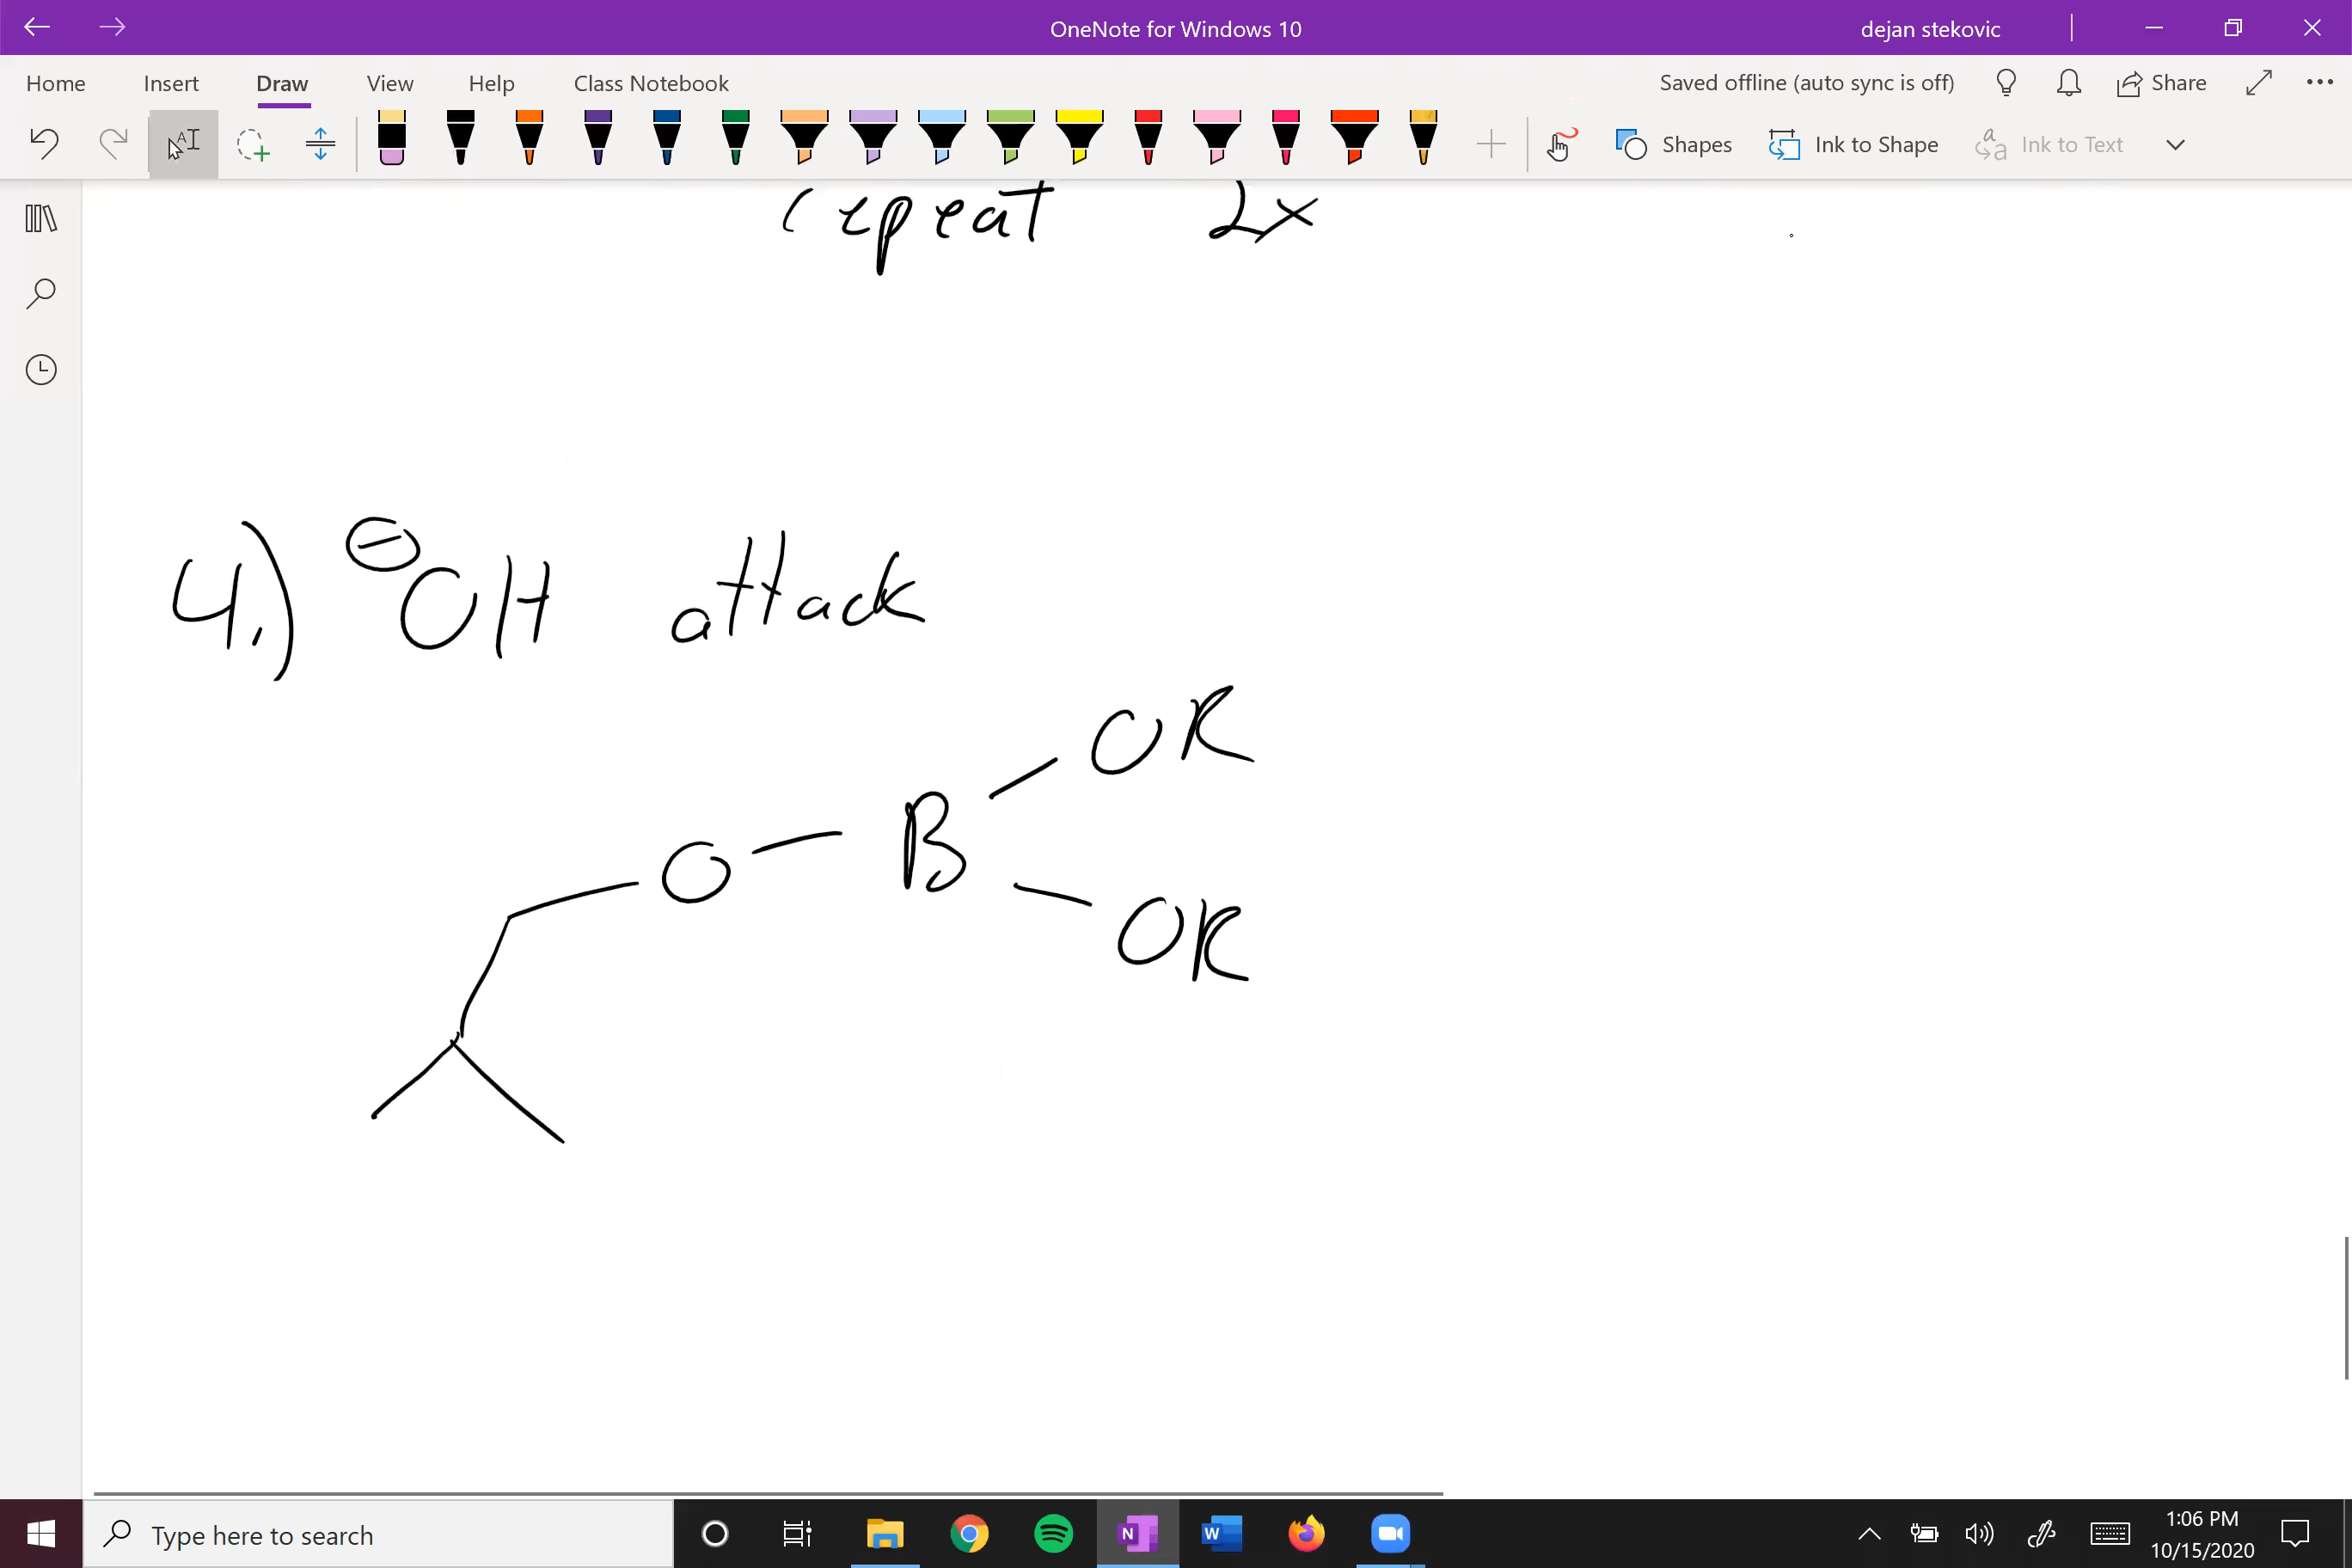 OneNote for Windows 10
dejan stekovic
Home Insert Draw View Help Class Notebook
Saved offline (auto sync is off)
Share
Shapes
Ink to Shape
Ink to Text
repeat 2x
4.) ⊖OH attack
OR
O — B
OR
Type here to search
1:06 PM
10/15/2020